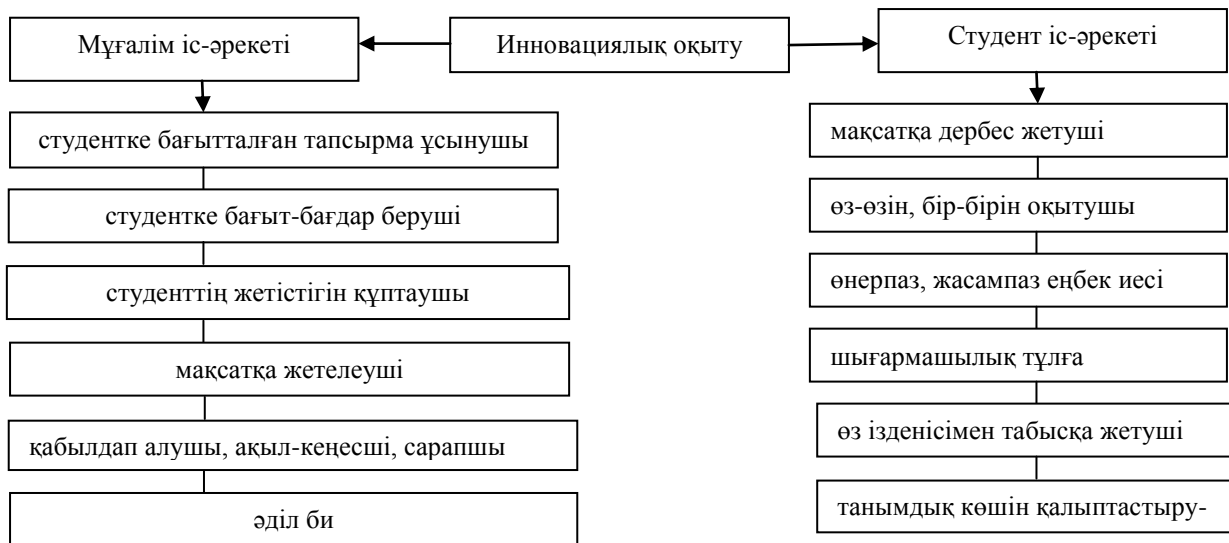 Мұғалім іс-әрекеті
Инновациялық оқыту
Студент іс-әрекеті
студентке бағытталған тапсырма ұсынушы
студентке бағыт-бағдар беруші
студенттің жетістігін құптаушы
мақсатқа жетелеуші
қабылдап алушы, ақыл-кеңесші, сарапшы
әділ би
мақсатқа дербес жетуші
өз-өзін, бір-бірін оқытушы
өнерпаз, жасампаз еңбек иесі
шығармашылық тұлға
өз ізденісімен табысқа жетуші
танымдық көшін қалыптастыру-